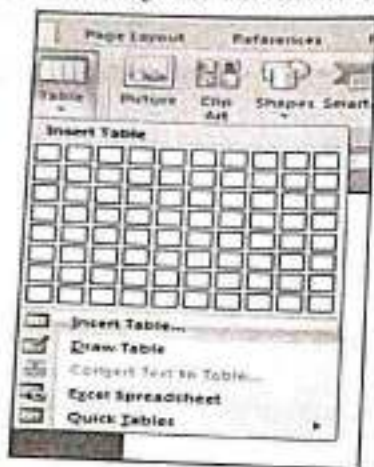 Page Layout References
Table Picture Clip Art Shapes Smart
Insert Table
Insert Table...
Draw Table
Convert Text to Table...
Excel Spreadsheet
Quick Tables